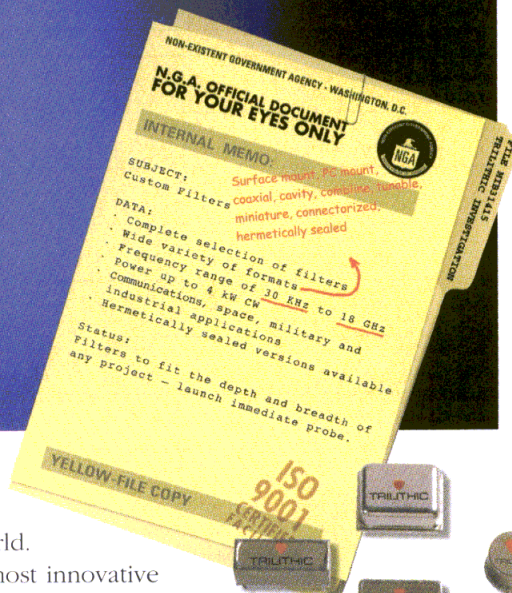 NON-EXISTENT GOVERNMENT AGENCY - WASHINGTON, D.C.
N.G.A. OFFICIAL DOCUMENT
FOR YOUR EYES ONLY
INTERNAL MEMO:
NGA
SUBJECT:
Custom Filters
Surface mount, PC mount,
coaxial, cavity, combline, tunable,
miniature, connectorized,
hermetically sealed
DATA:
· Complete selection of filters
· Wide variety of formats
· Frequency range of 30 KHz to 18 GHz
· Power up to 4 kW CW
· Communications, space, military and
industrial applications
· Hermetically sealed versions available
Status:
Filters to fit the depth and breadth of
any project — launch immediate probe.
YELLOW-FILE COPY
ISO
9001
CERTIFIED
FILE MIB31415
TRILITHIC INVESTIGATION
TRILITHIC
TRILITHIC
rld.
most innovative